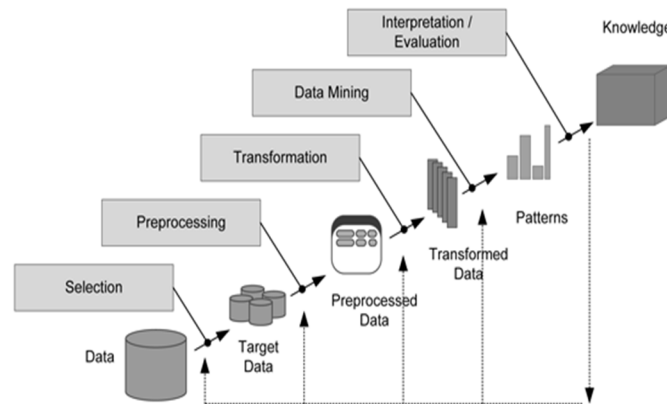 Interpretation /
Evaluation
Knowledge
Data Mining
Transformation
Patterns
Preprocessing
Transformed
Data
Selection
Preprocessed
Data
Target
Data
Data